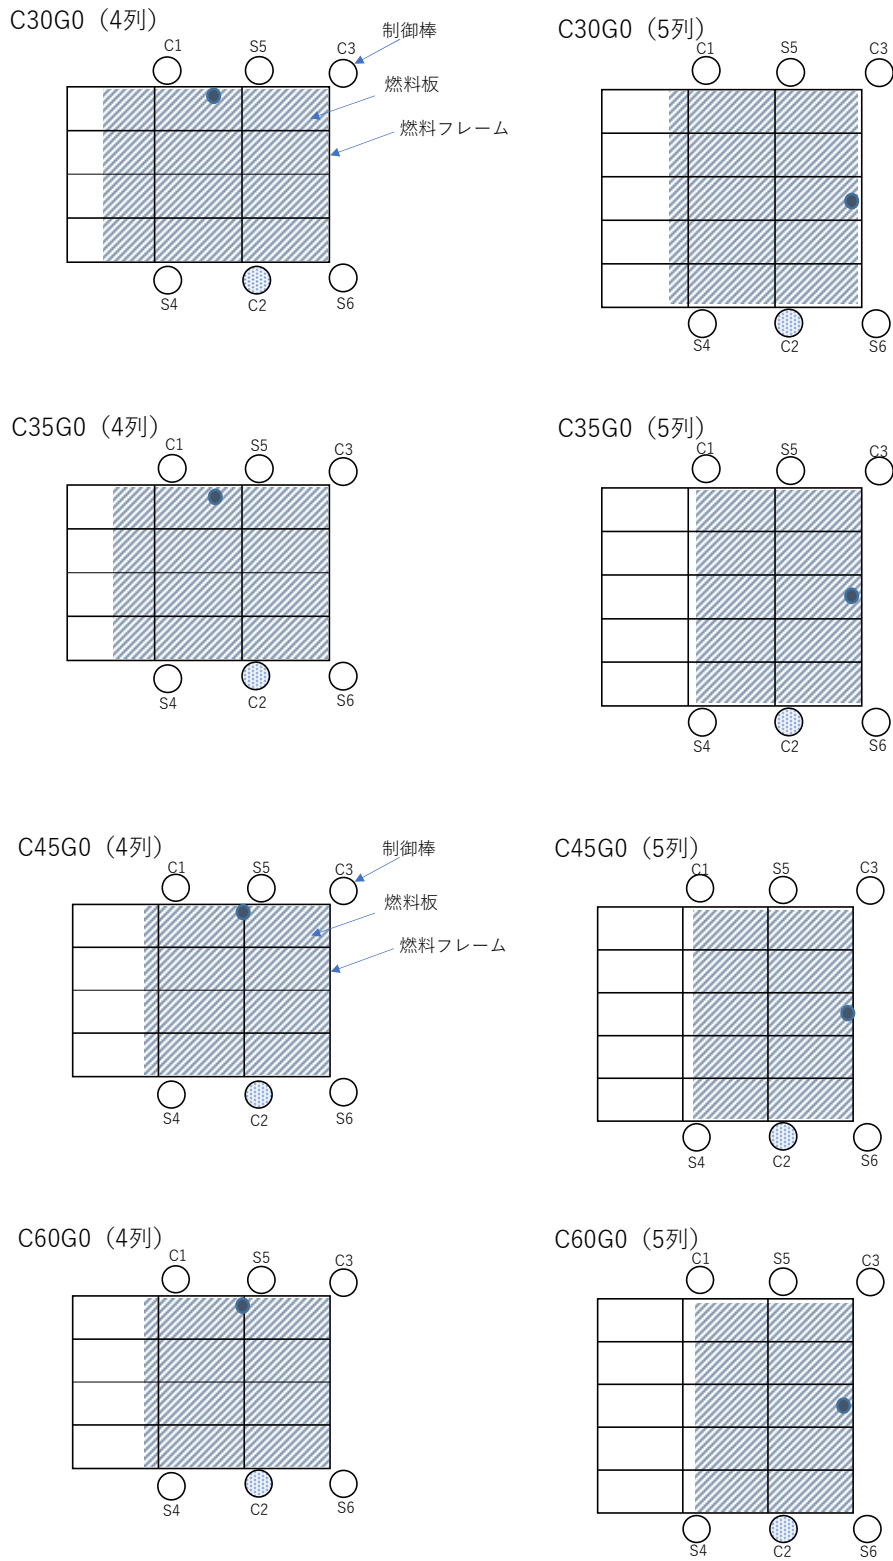 C30G0（4列）
C1
S5
C3
制御棒
燃料板
燃料フレーム
S4
C2
S6
C30G0（5列）
C1
S5
C3
S4
C2
S6
C35G0（4列）
C1
S5
C3
S4
C2
S6
C35G0（5列）
C1
S5
C3
S4
C2
S6
C45G0（4列）
C1
S5
C3
制御棒
燃料板
燃料フレーム
S4
C2
S6
C45G0（5列）
C1
S5
C3
S4
C2
S6
C60G0（4列）
C1
S5
C3
S4
C2
S6
C60G0（5列）
C1
S5
C3
S4
C2
S6